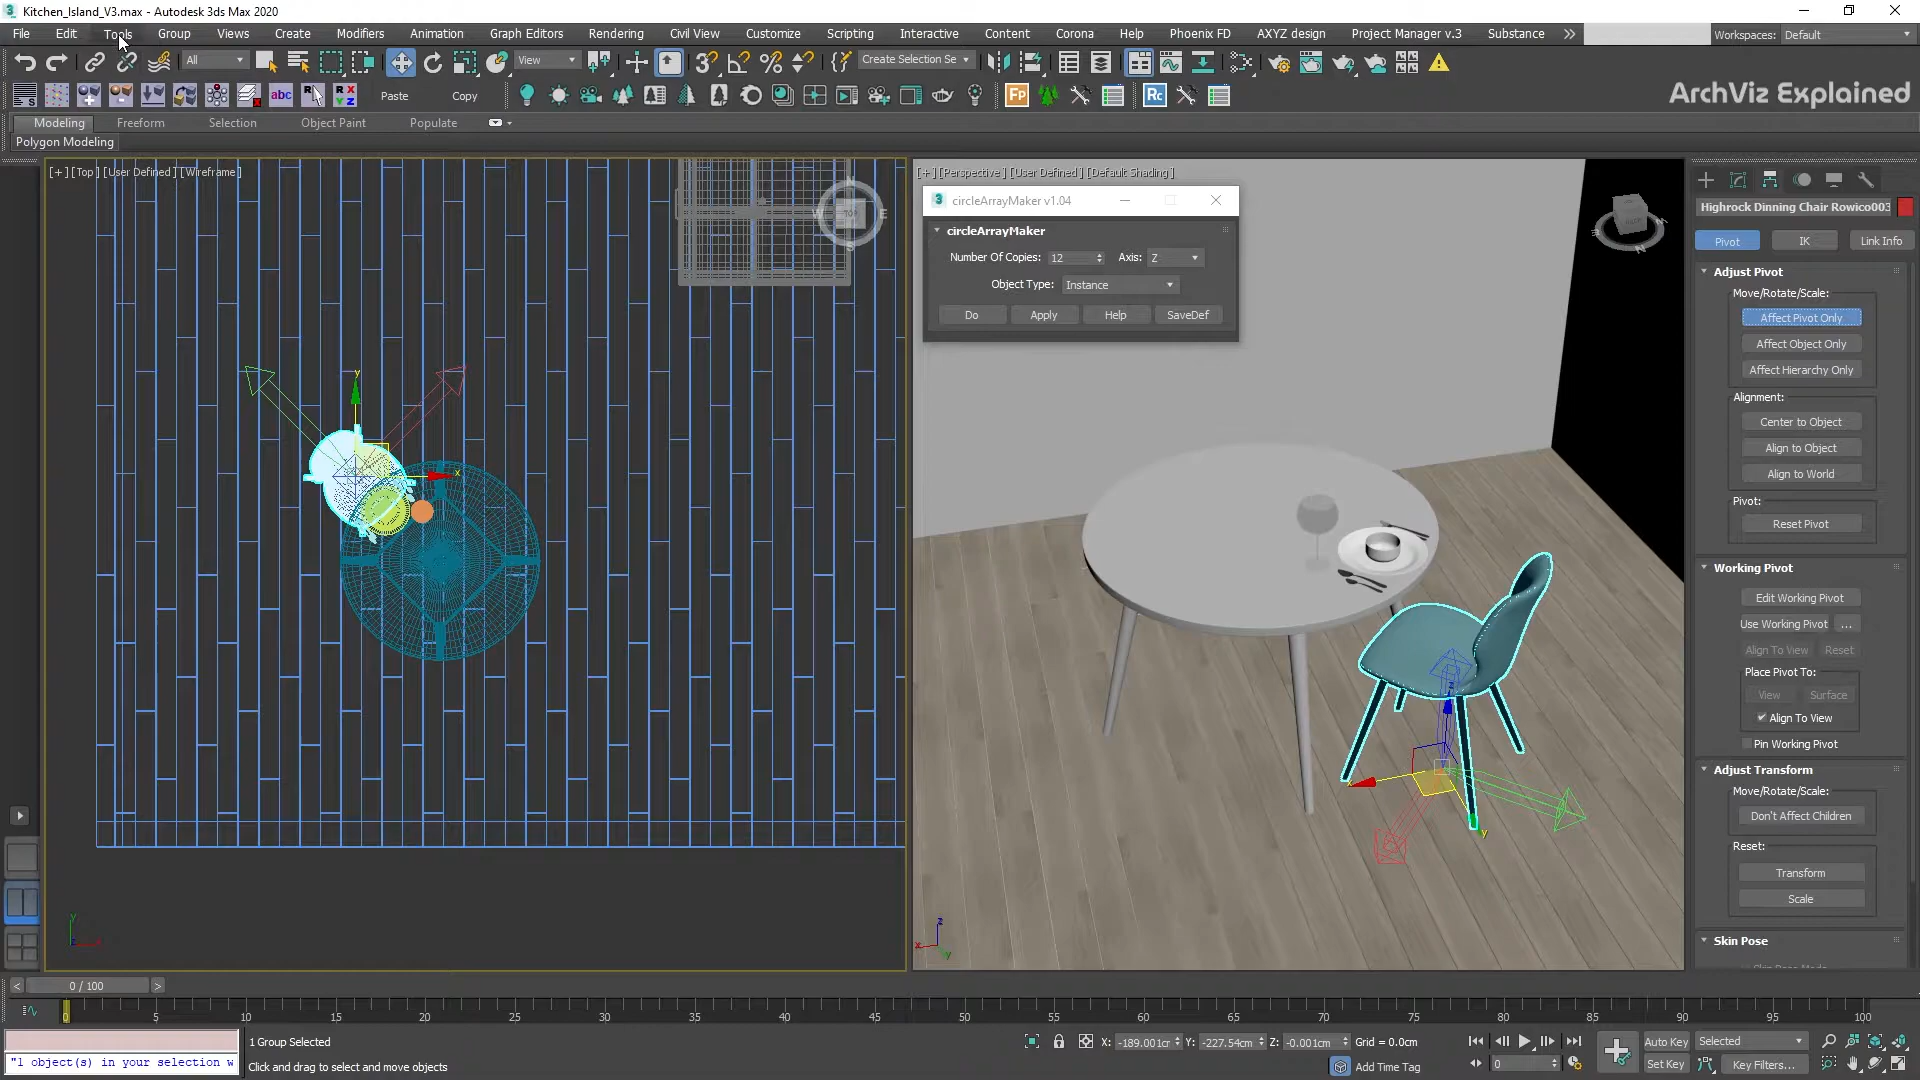 Kitchen_Island_V3.max - Autodesk 3ds Max 2020
File Edit Tools Group Views Create Modifiers Animation Graph Editors Rendering Civil View Customize Scripting Interactive Content Corona Help Phoenix FD AXYZ design Project Manager v.3 Substance Workspaces: Default
All View Create Selection Se
abc Paste Copy Fp Rc
ArchViz Explained
Modeling Freeform Selection Object Paint Populate
Polygon Modeling
[+] [Top] [User Defined] [Wireframe]
TOP
[+] [Perspective] [User Defined] [Default Shading]
circleArrayMaker v1.04
circleArrayMaker
Number Of Copies: 12 Axis: Z
Object Type: Instance
Do Apply Help SaveDef
Highrock Dinning Chair Rowico003
Pivot IK Link Info
Adjust Pivot
Move/Rotate/Scale:
Affect Pivot Only
Affect Object Only
Affect Hierarchy Only
Alignment:
Center to Object
Align to Object
Align to World
Pivot:
Reset Pivot
Working Pivot
Edit Working Pivot
Use Working Pivot ...
Align To View Reset
Place Pivot To:
View Surface
Align To View
Pin Working Pivot
Adjust Transform
Move/Rotate/Scale:
Don't Affect Children
Reset:
Transform
Scale
Skin Pose
0 / 100
0 5 10 15 20 25 30 35 40 45 50 55 60 65 70 75 80 85 90 95 100
1 Group Selected
X: -189.001cr Y: -227.54cm Z: -0.001cm Grid = 0.0cm
Auto Key Selected
"1 object(s) in your selection w
Click and drag to select and move objects
Add Time Tag
0
Set Key Key Filters...